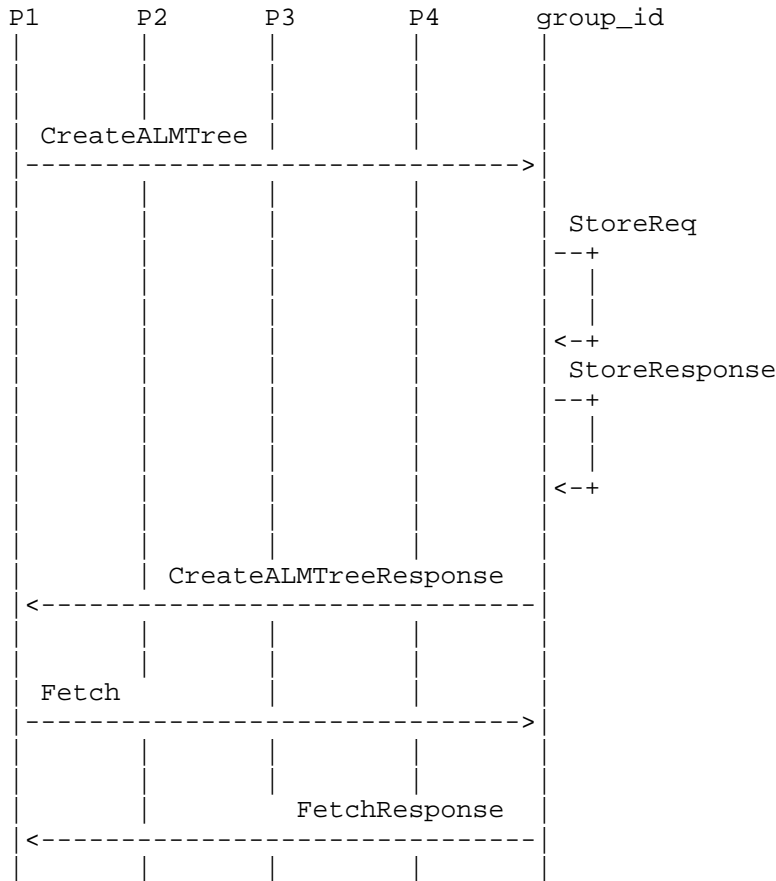 P1 P2 P3 P4 group_id
CreateALMTree
StoreReq
StoreResponse
CreateALMTreeResponse
Fetch
FetchResponse